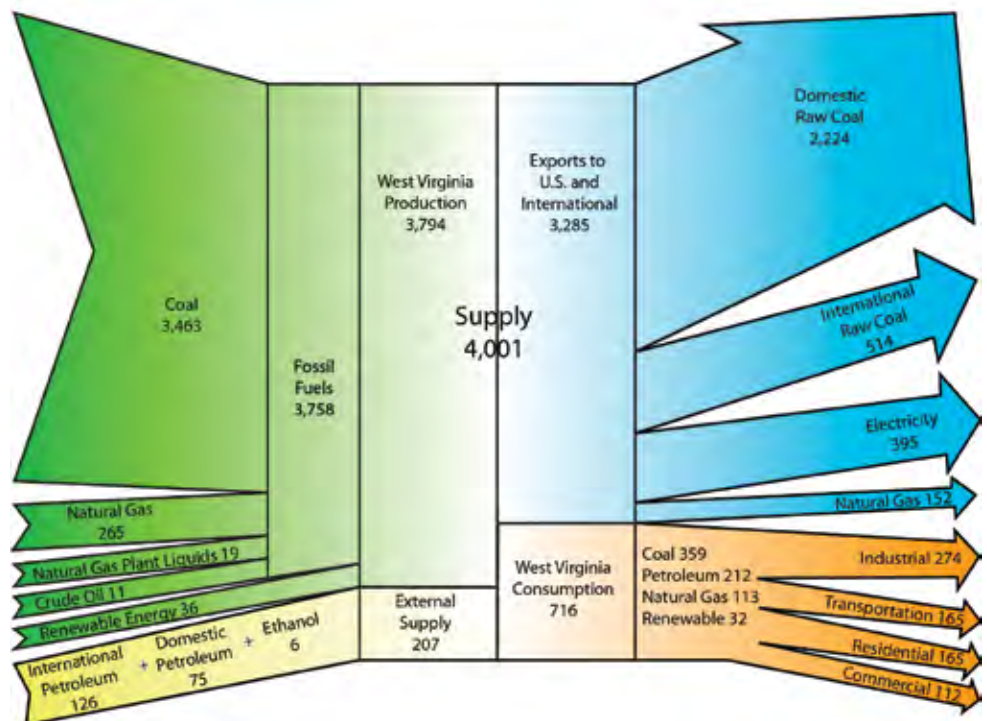 Coal
3,463
Natural Gas
265
Natural Gas Plant Liquids 19
Crude Oil 11
Renewable Energy 36
International
Petroleum
126
+
Domestic
Petroleum
75
+
Ethanol
6
Fossil
Fuels
3,758
West Virginia
Production
3,794
External
Supply
207
Supply
4,001
Exports to
U.S. and
International
3,285
West Virginia
Consumption
716
Domestic
Raw Coal
2,224
International
Raw Coal
514
Electricity
395
Natural Gas 152
Coal 359
Petroleum 212
Natural Gas 113
Renewable 32
Industrial 274
Transportation 165
Residential 165
Commercial 112